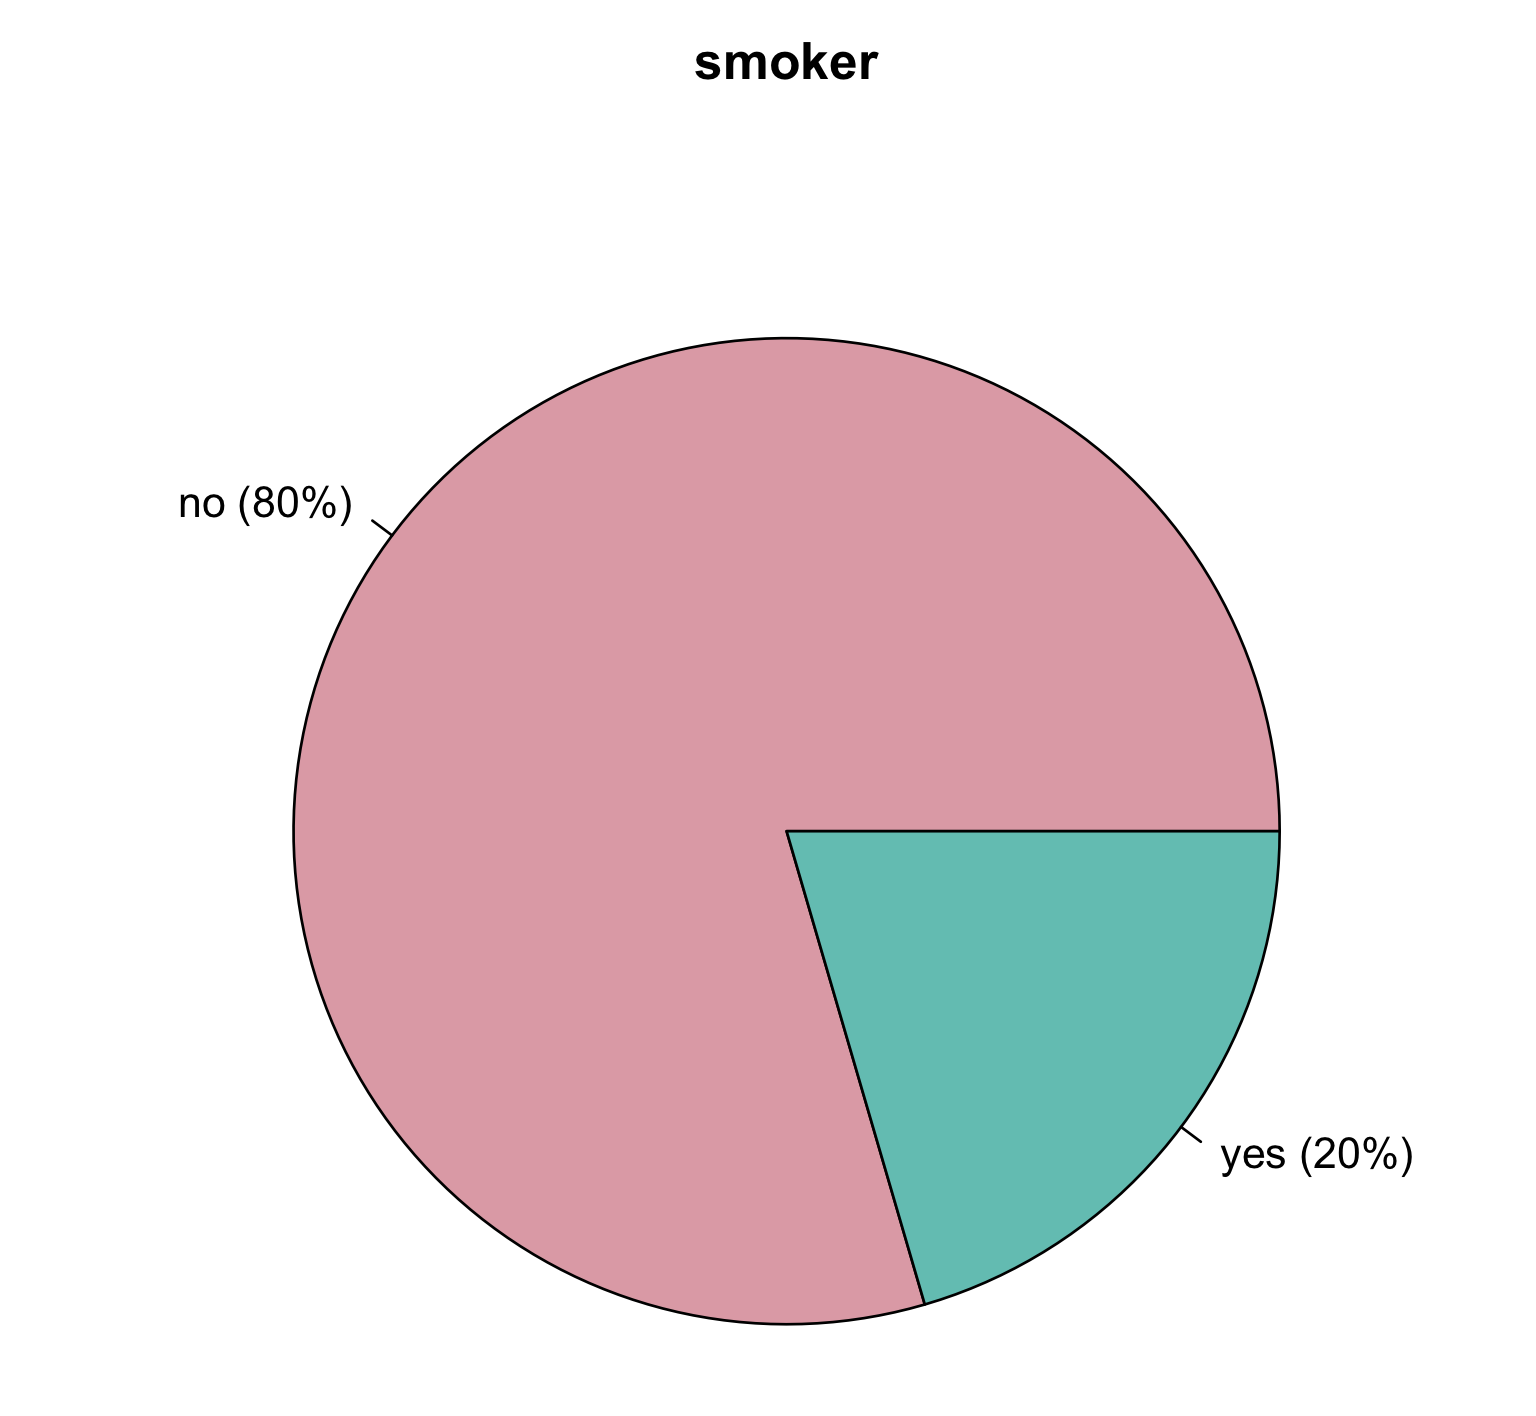 smoker
no (80%)
yes (20%)